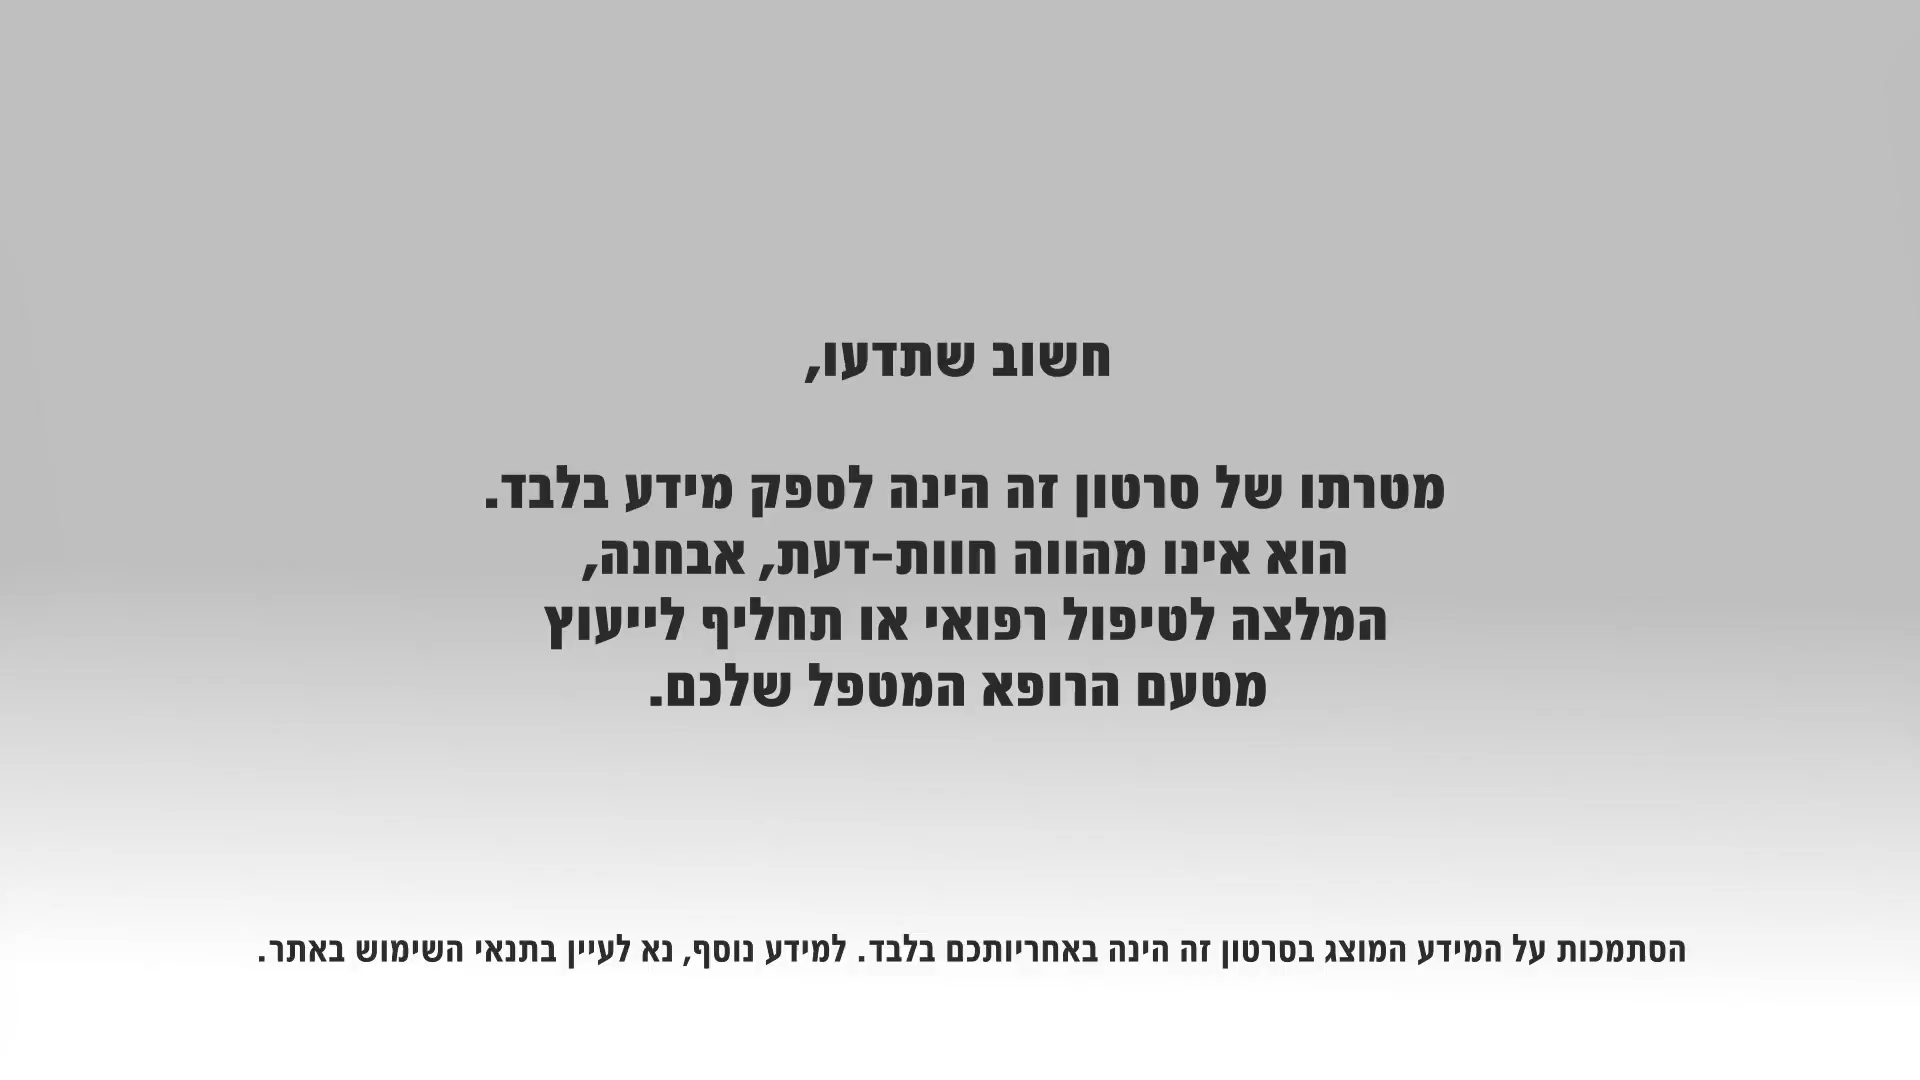 חשוב שתדעו,
מטרתו של סרטון זה הינה לספק מידע בלבד.
הוא אינו מהווה חוות-דעת, אבחנה,
המלצה לטיפול רפואי או תחליף לייעוץ
מטעם הרופא המטפל שלכם.
הסתמכות על המידע המוצג בסרטון זה הינה באחריותכם בלבד. למידע נוסף, נא לעיין בתנאי השימוש באתר.